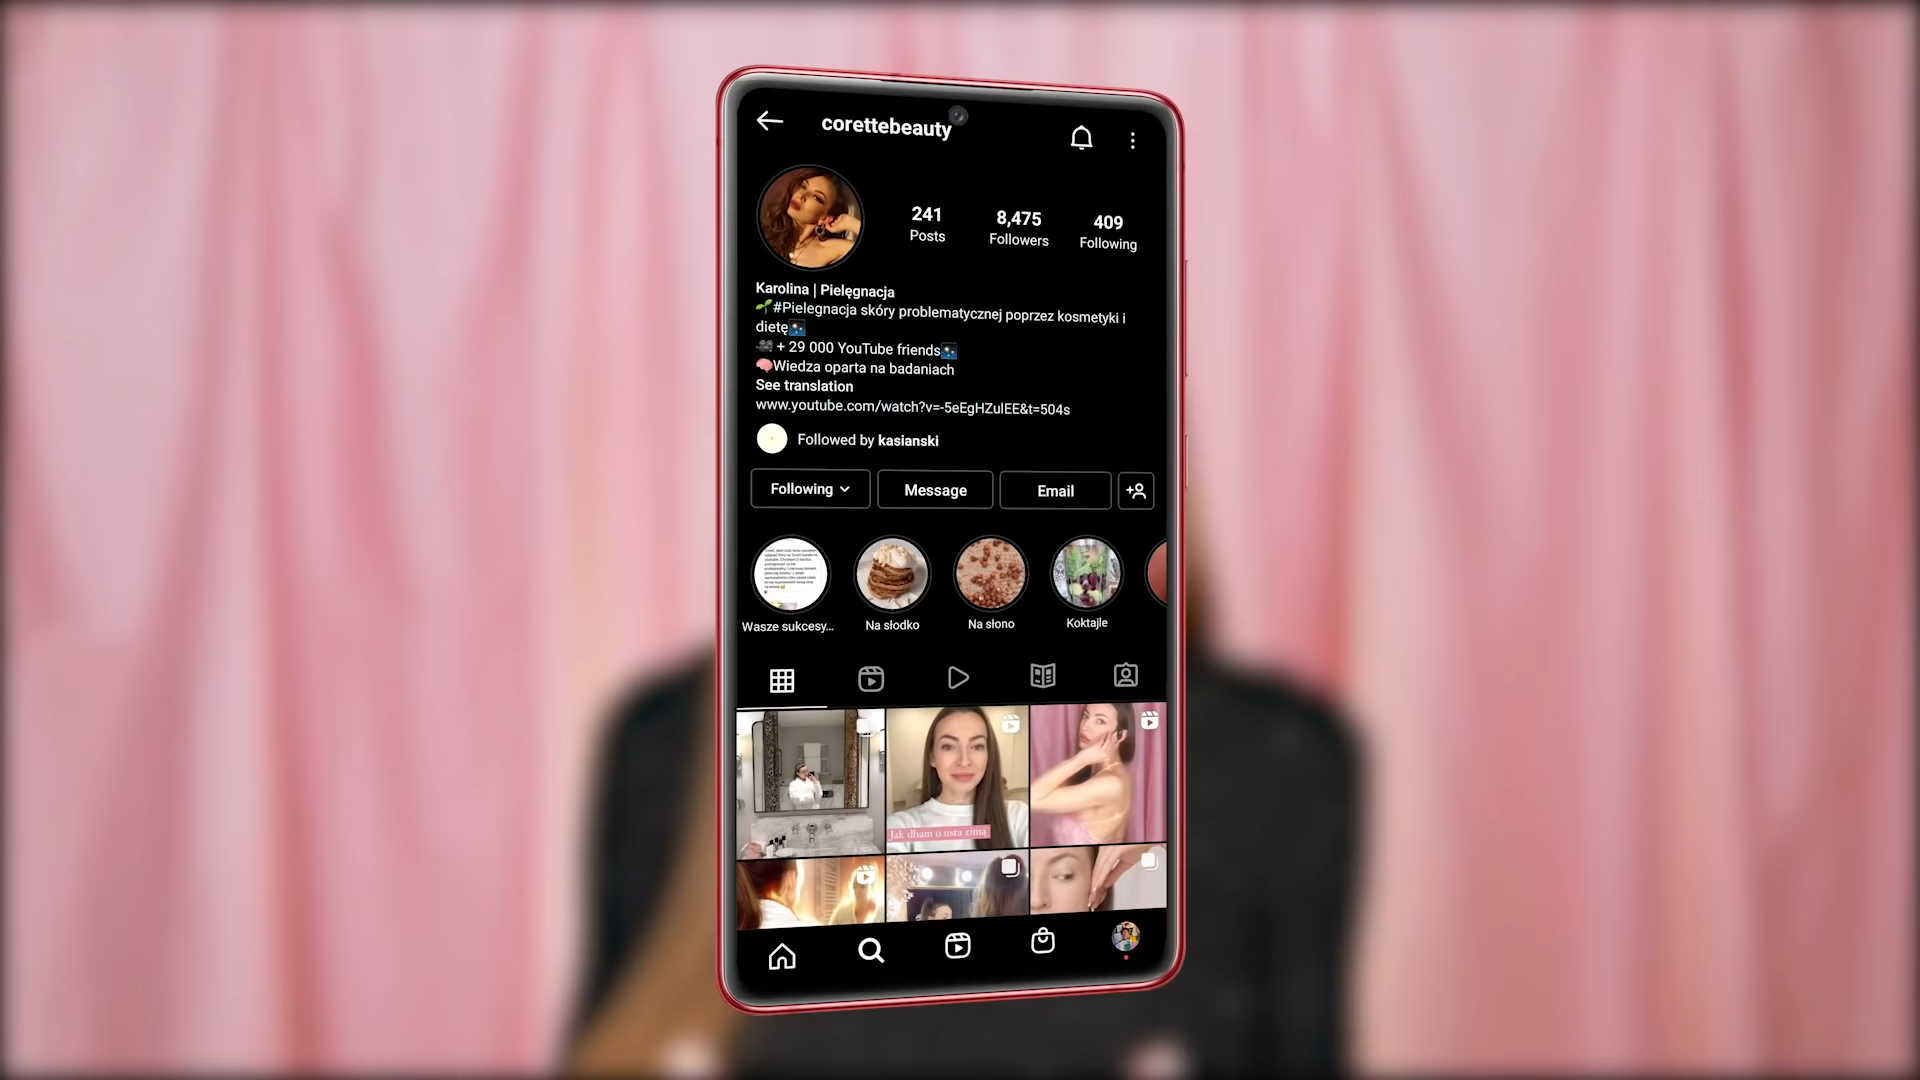 corettebeauty
241 8,475 409
Posts Followers Following
Karolina | Pielęgnacja
🌱#Pielegnacja skóry problematycznej poprzez kosmetyki i
dietę🌌
🎥 + 29 000 YouTube friends🌌
🧠Wiedza oparta na badaniach
See translation
www.youtube.com/watch?v=-5eEgHZulEE&t=504s
Followed by kasianski
Following Message Email
Wasze sukcesy... Na słodko Na słono Koktajle
Jak dbam o usta zimą